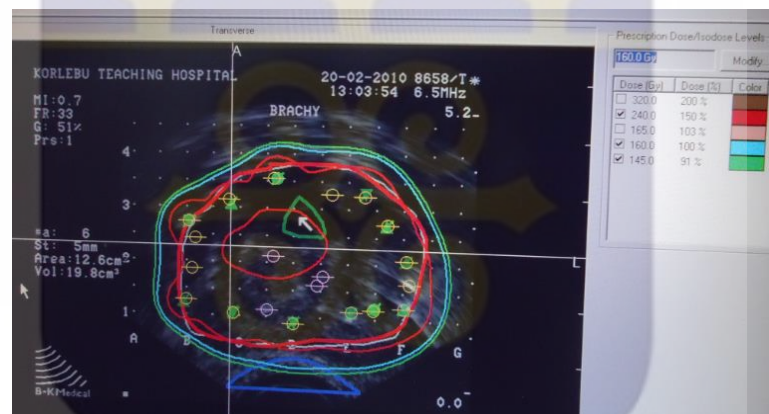 Transverse
Prescription Dose/Isodose Levels
160.0 Gy
Modify
Dose (Gy) Dose (%) Color
320.0 200 %
240.0 150 %
165.0 103 %
160.0 100 %
145.0 91 %
A
KORLEBU TEACHING HOSPITAL
20-02-2010 8658/T*
13:03:54 6.5MHz
MI:0.7
FR:33
G: 51%
Prs:1
BRACHY
5.2
4
3
¤a: 6
St: 5mm
Area:12.6cm²
Vol:19.8cm³
2
L
1
A B C D E F G
B-KMedical
0.0